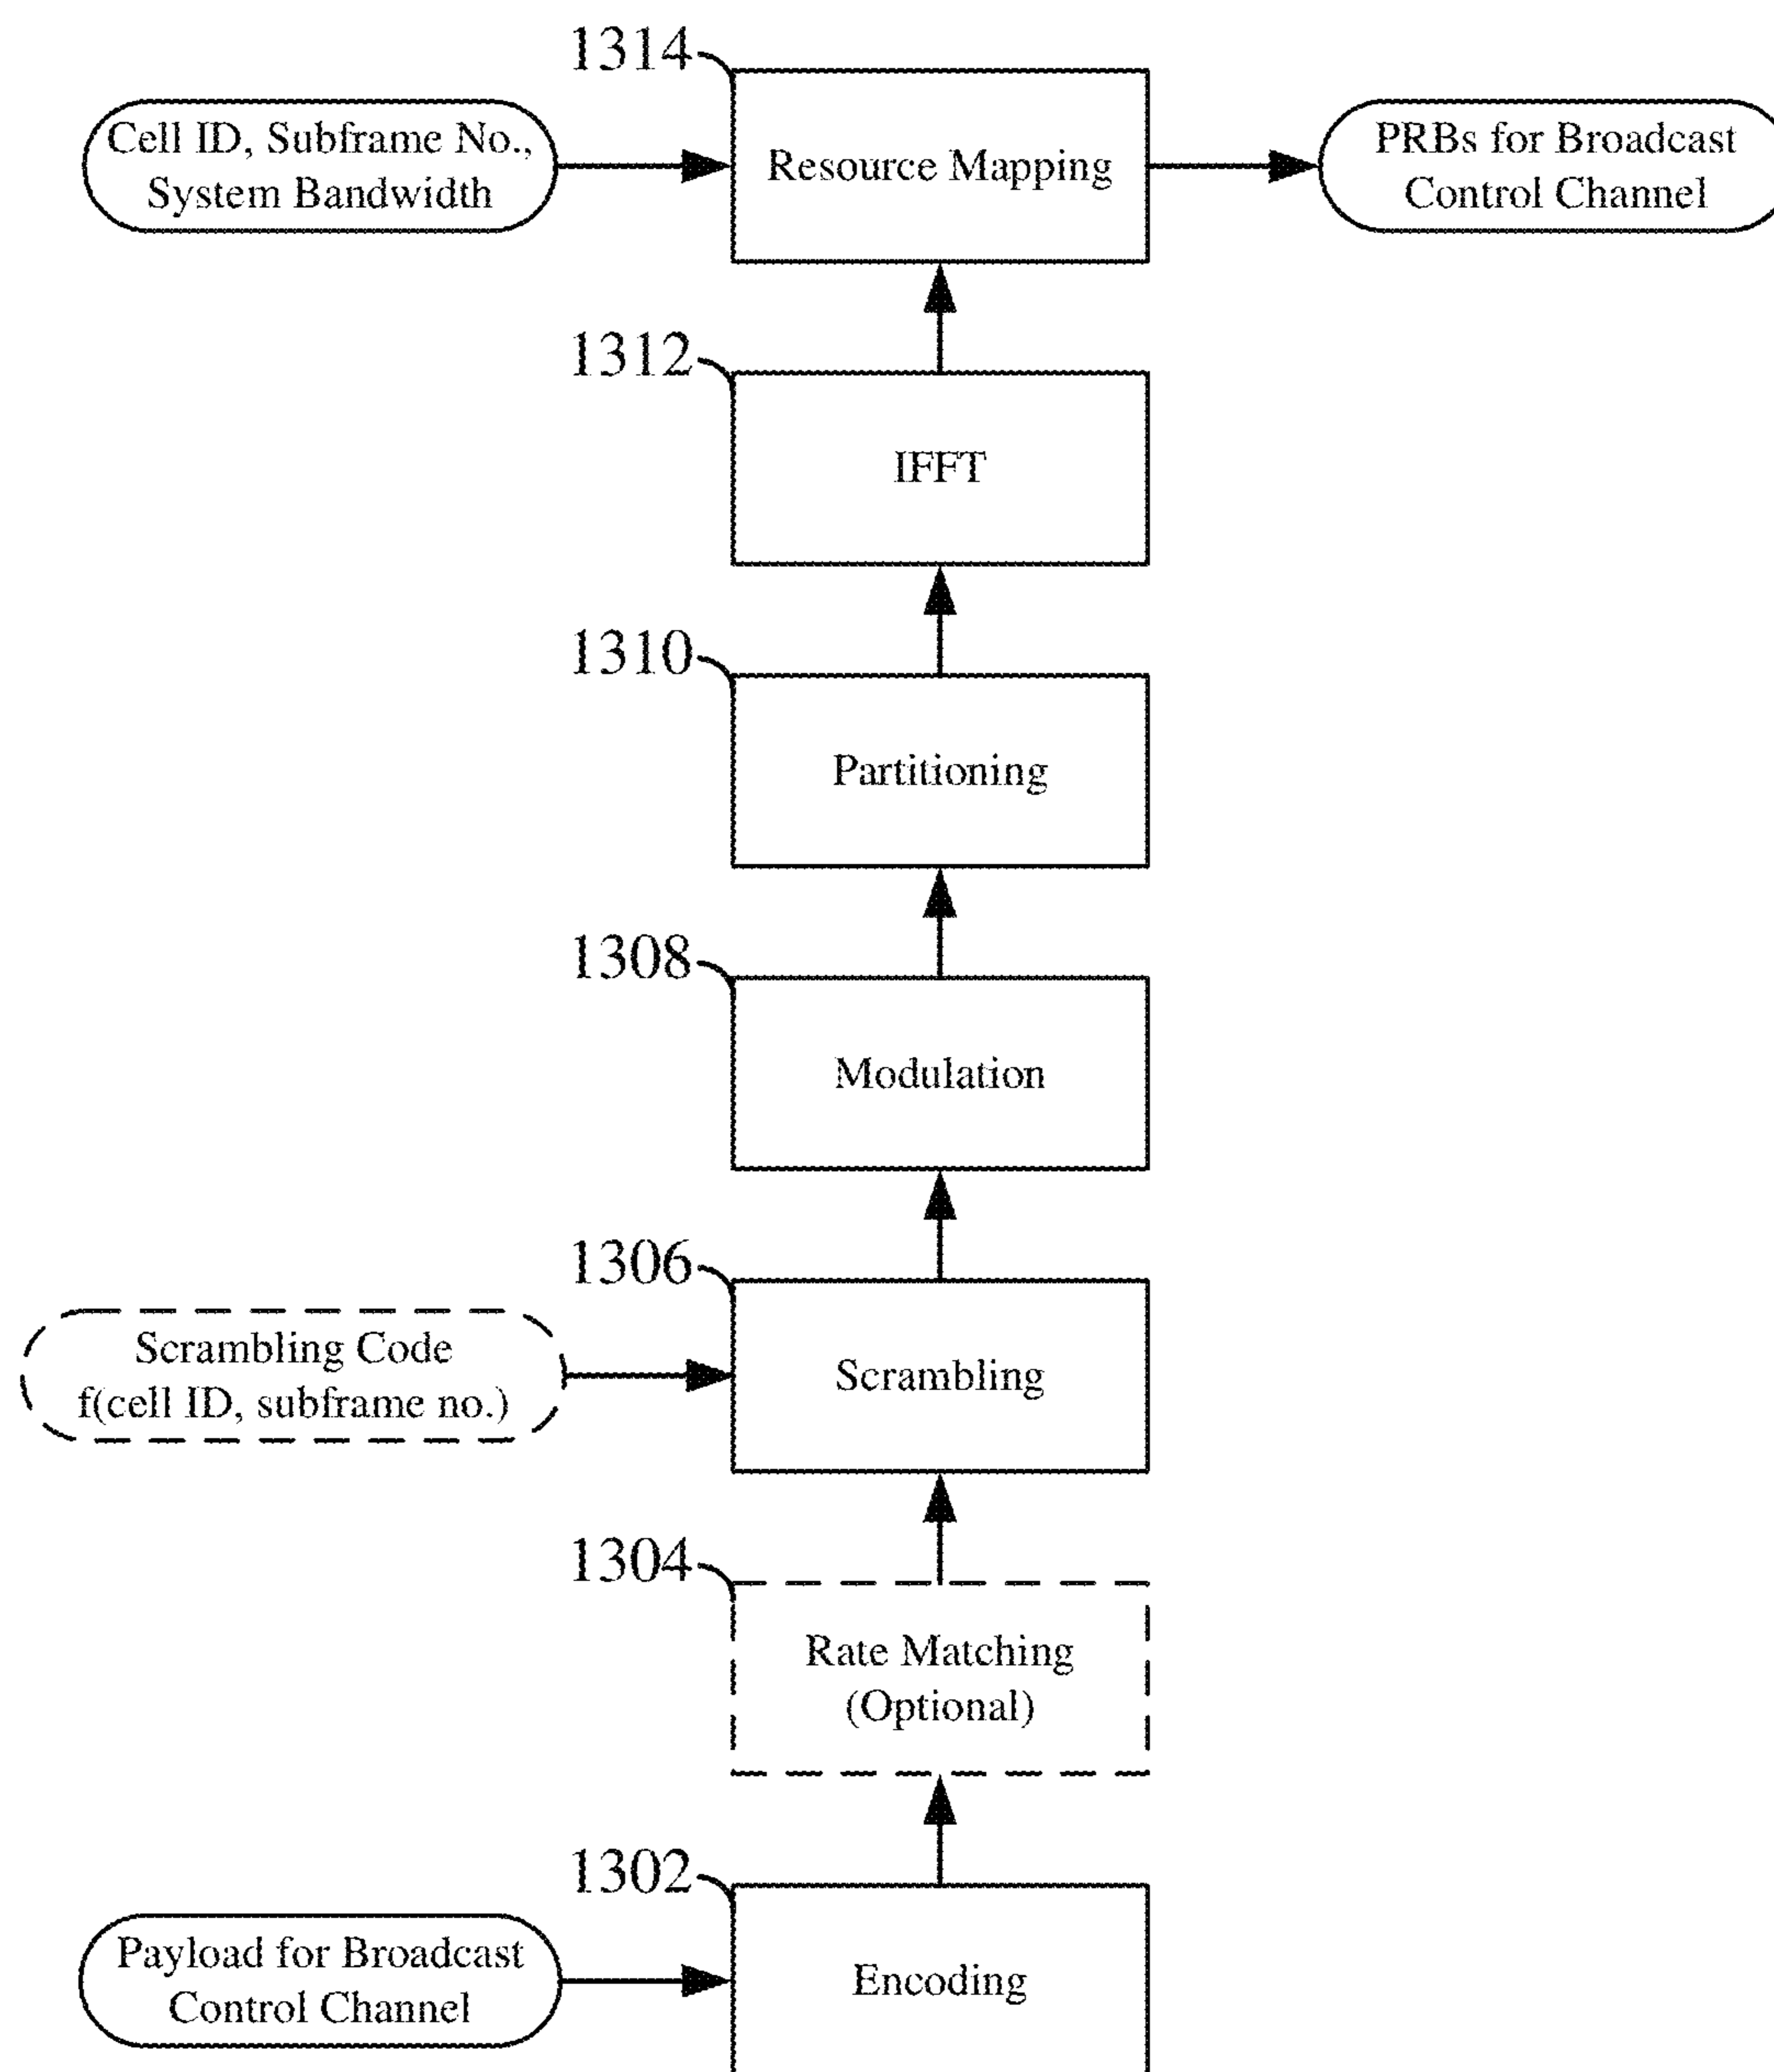 1314
Cell ID, Subframe No.,
System Bandwidth
Resource Mapping
PRBs for Broadcast
Control Channel
1312
IFFT
1310
Partitioning
1308
Modulation
1306
Scrambling Code
f(cell ID, subframe no.)
Scrambling
1304
Rate Matching
(Optional)
1302
Payload for Broadcast
Control Channel
Encoding